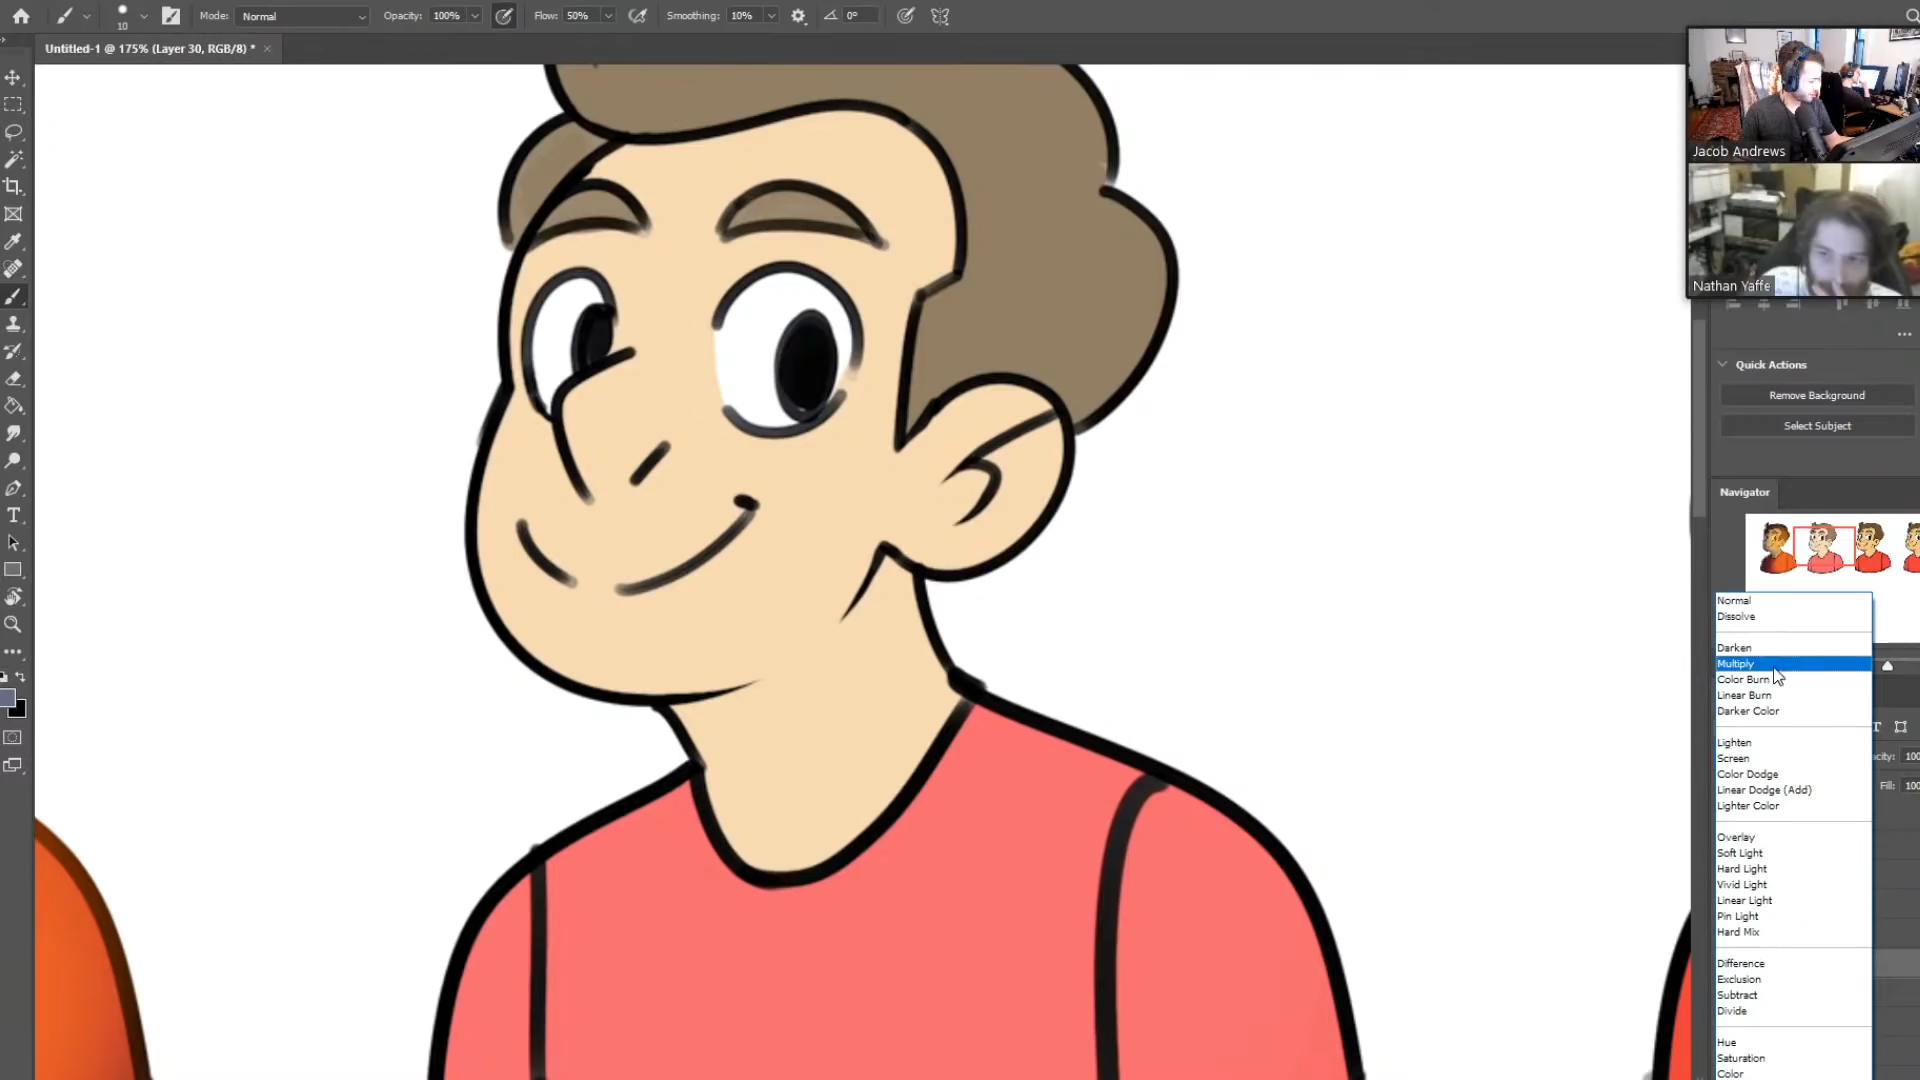 10
Mode: Normal
Opacity: 100%
Flow: 50%
Smoothing: 10%
0°
Untitled-1 @ 175% (Layer 30, RGB/8) *
Jacob Andrews
Nathan Yaffe
Quick Actions
Remove Background
Select Subject
Navigator
Normal
Dissolve
Darken
Multiply
Color Burn
Linear Burn
Darker Color
Lighten
Screen
Color Dodge
Linear Dodge (Add)
Lighter Color
Overlay
Soft Light
Hard Light
Vivid Light
Linear Light
Pin Light
Hard Mix
Difference
Exclusion
Subtract
Divide
Hue
Saturation
Color
Fill: 100